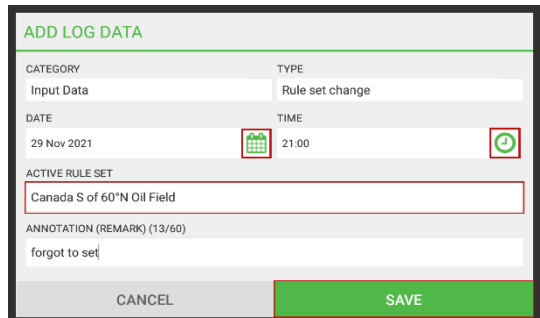 ADD LOG DATA
CATEGORY TYPE
Input Data Rule set change
DATE TIME
29 Nov 2021 21:00
ACTIVE RULE SET
Canada S of 60°N Oil Field
ANNOTATION (REMARK) (13/60)
forgot to set
CANCEL SAVE